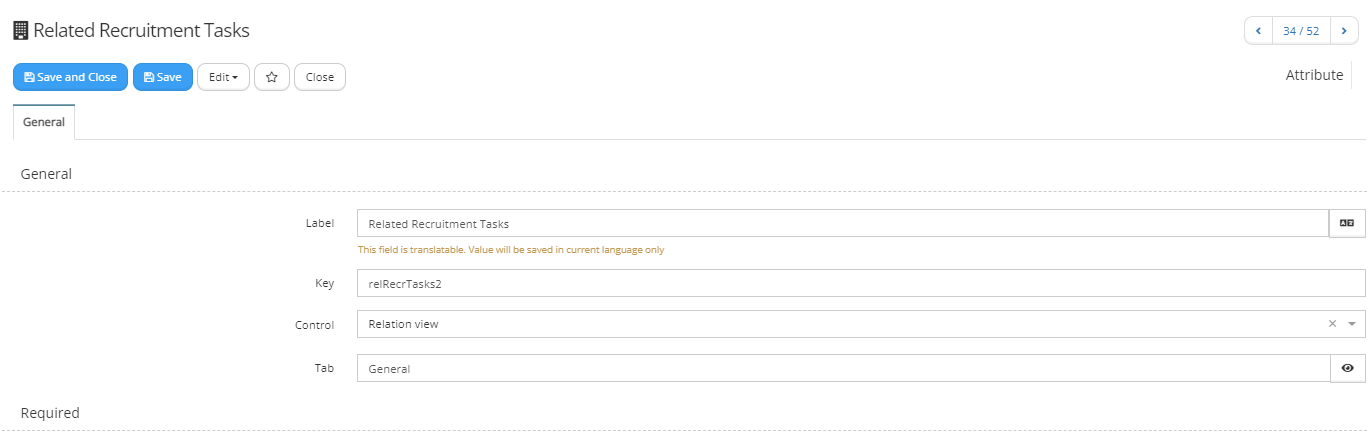 Related Recruitment Tasks
34 / 52
Save and Close
Save
Edit
Close
Attribute
General
General
Label
Related Recruitment Tasks
This field is translatable. Value will be saved in current language only
Key
relRecrTasks2
Control
Relation view
Tab
General
Required